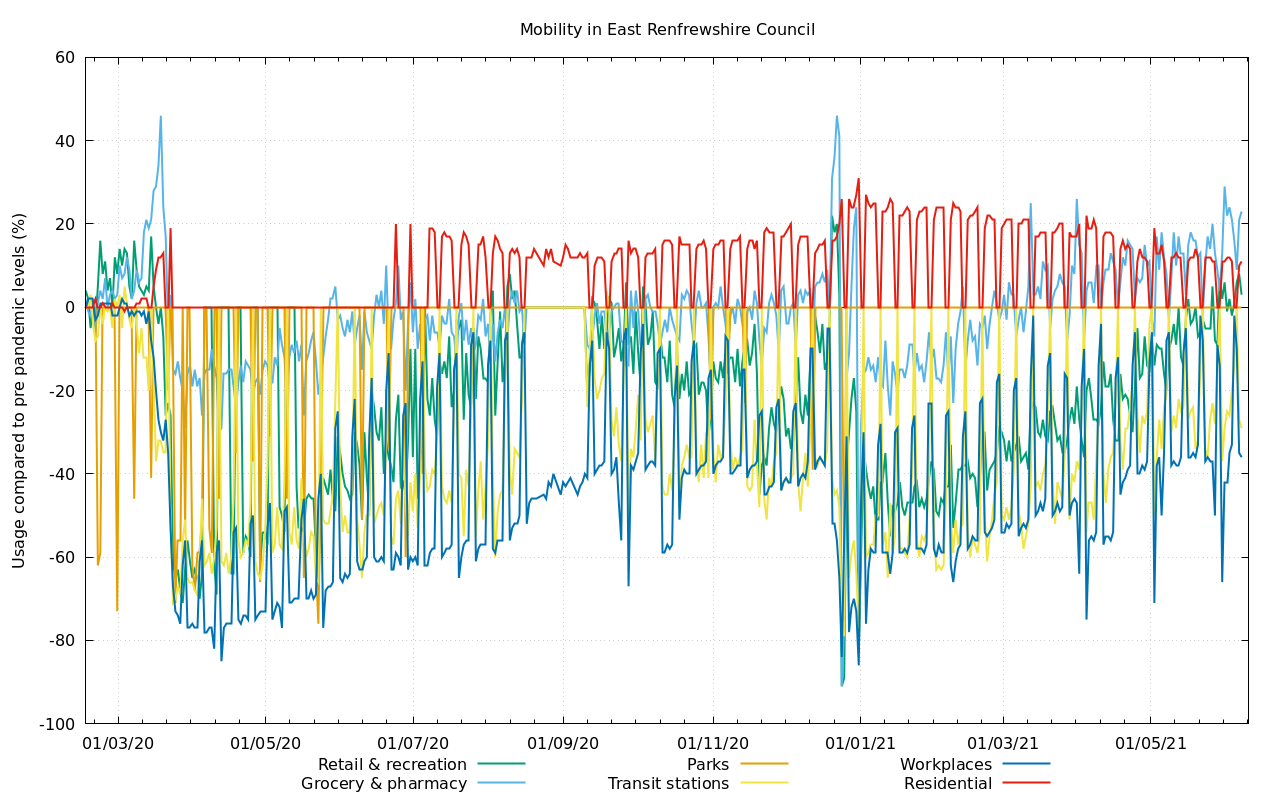 Mobility in East Renfrewshire Council
Usage compared to pre pandemic levels (%)
60
40
20
0
-20
-40
-60
-80
-100
01/03/20 01/05/20 01/07/20 01/09/20 01/11/20 01/01/21 01/03/21 01/05/21
Retail & recreation Parks Workplaces
Grocery & pharmacy Transit stations Residential